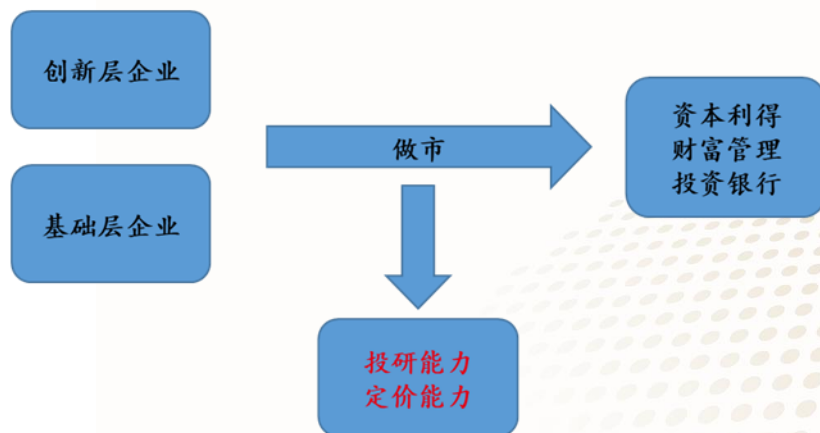 创新层企业
基础层企业
做市
资本利得
财富管理
投资银行
投研能力
定价能力